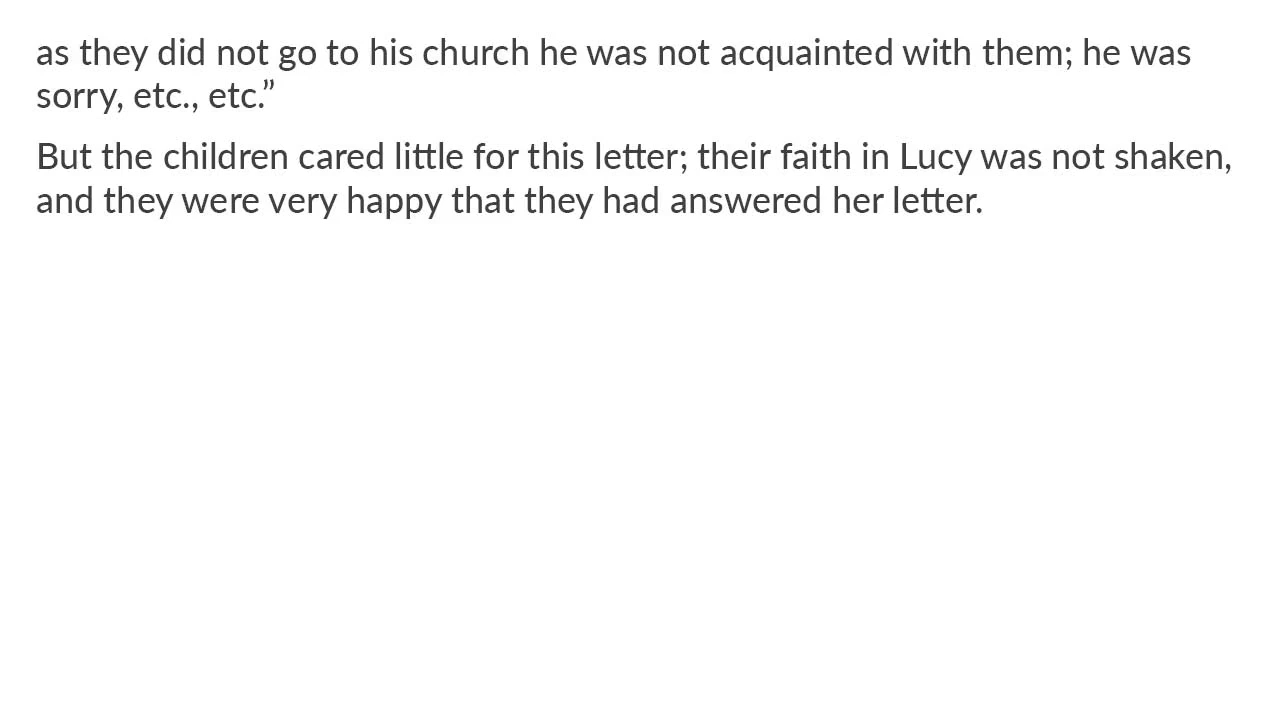 as they did not go to his church he was not acquainted with them; he was
sorry, etc., etc.”
But the children cared little for this letter; their faith in Lucy was not shaken,
and they were very happy that they had answered her letter.